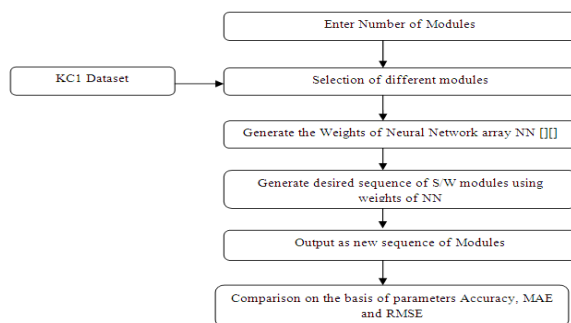 Enter Number of Modules
KC1 Dataset
Selection of different modules
Generate the Weights of Neural Network array NN [][]
Generate desired sequence of S/W modules using
weights of NN
Output as new sequence of Modules
Comparison on the basis of parameters Accuracy, MAE
and RMSE